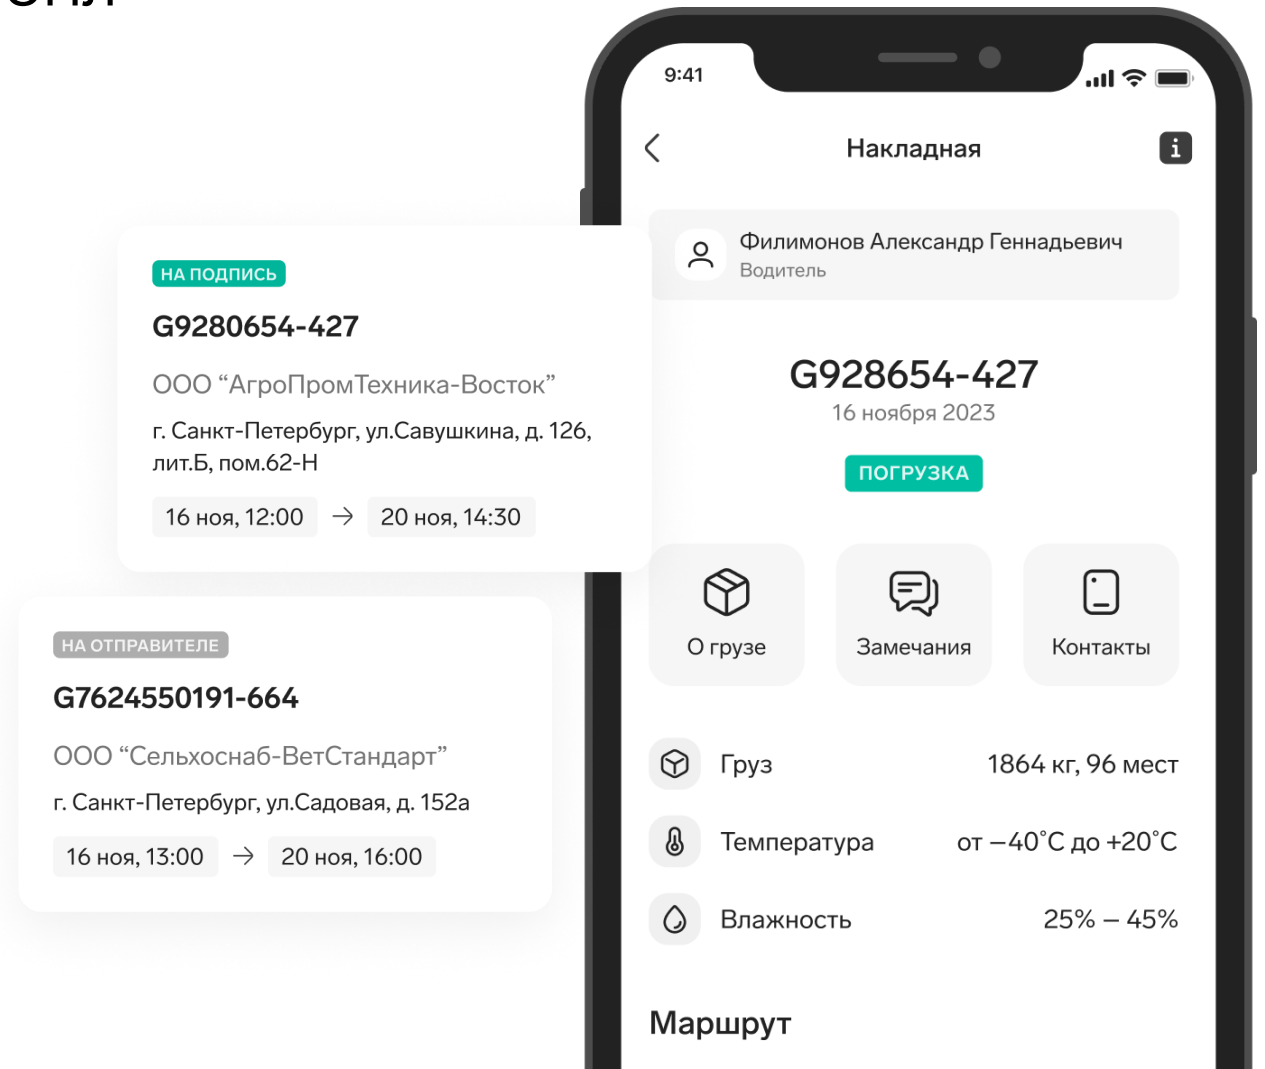 НА ПОДПИСЬ
G9280654-427
ООО “АгроПромТехника-Восток”
г. Санкт-Петербург, ул.Савушкина, д. 126,
лит.Б, пом.62-Н
16 ноя, 12:00 → 20 ноя, 14:30
НА ОТПРАВИТЕЛЕ
G7624550191-664
ООО “Сельхоснаб-ВетСтандарт”
г. Санкт-Петербург, ул.Садовая, д. 152а
16 ноя, 13:00 → 20 ноя, 16:00
9:41
Накладная
Филимонов Александр Геннадьевич
Водитель
G928654-427
16 ноября 2023
ПОГРУЗКА
О грузе
Замечания
Контакты
Груз 1864 кг, 96 мест
Температура от –40˚C до +20˚C
Влажность 25% – 45%
Маршрут